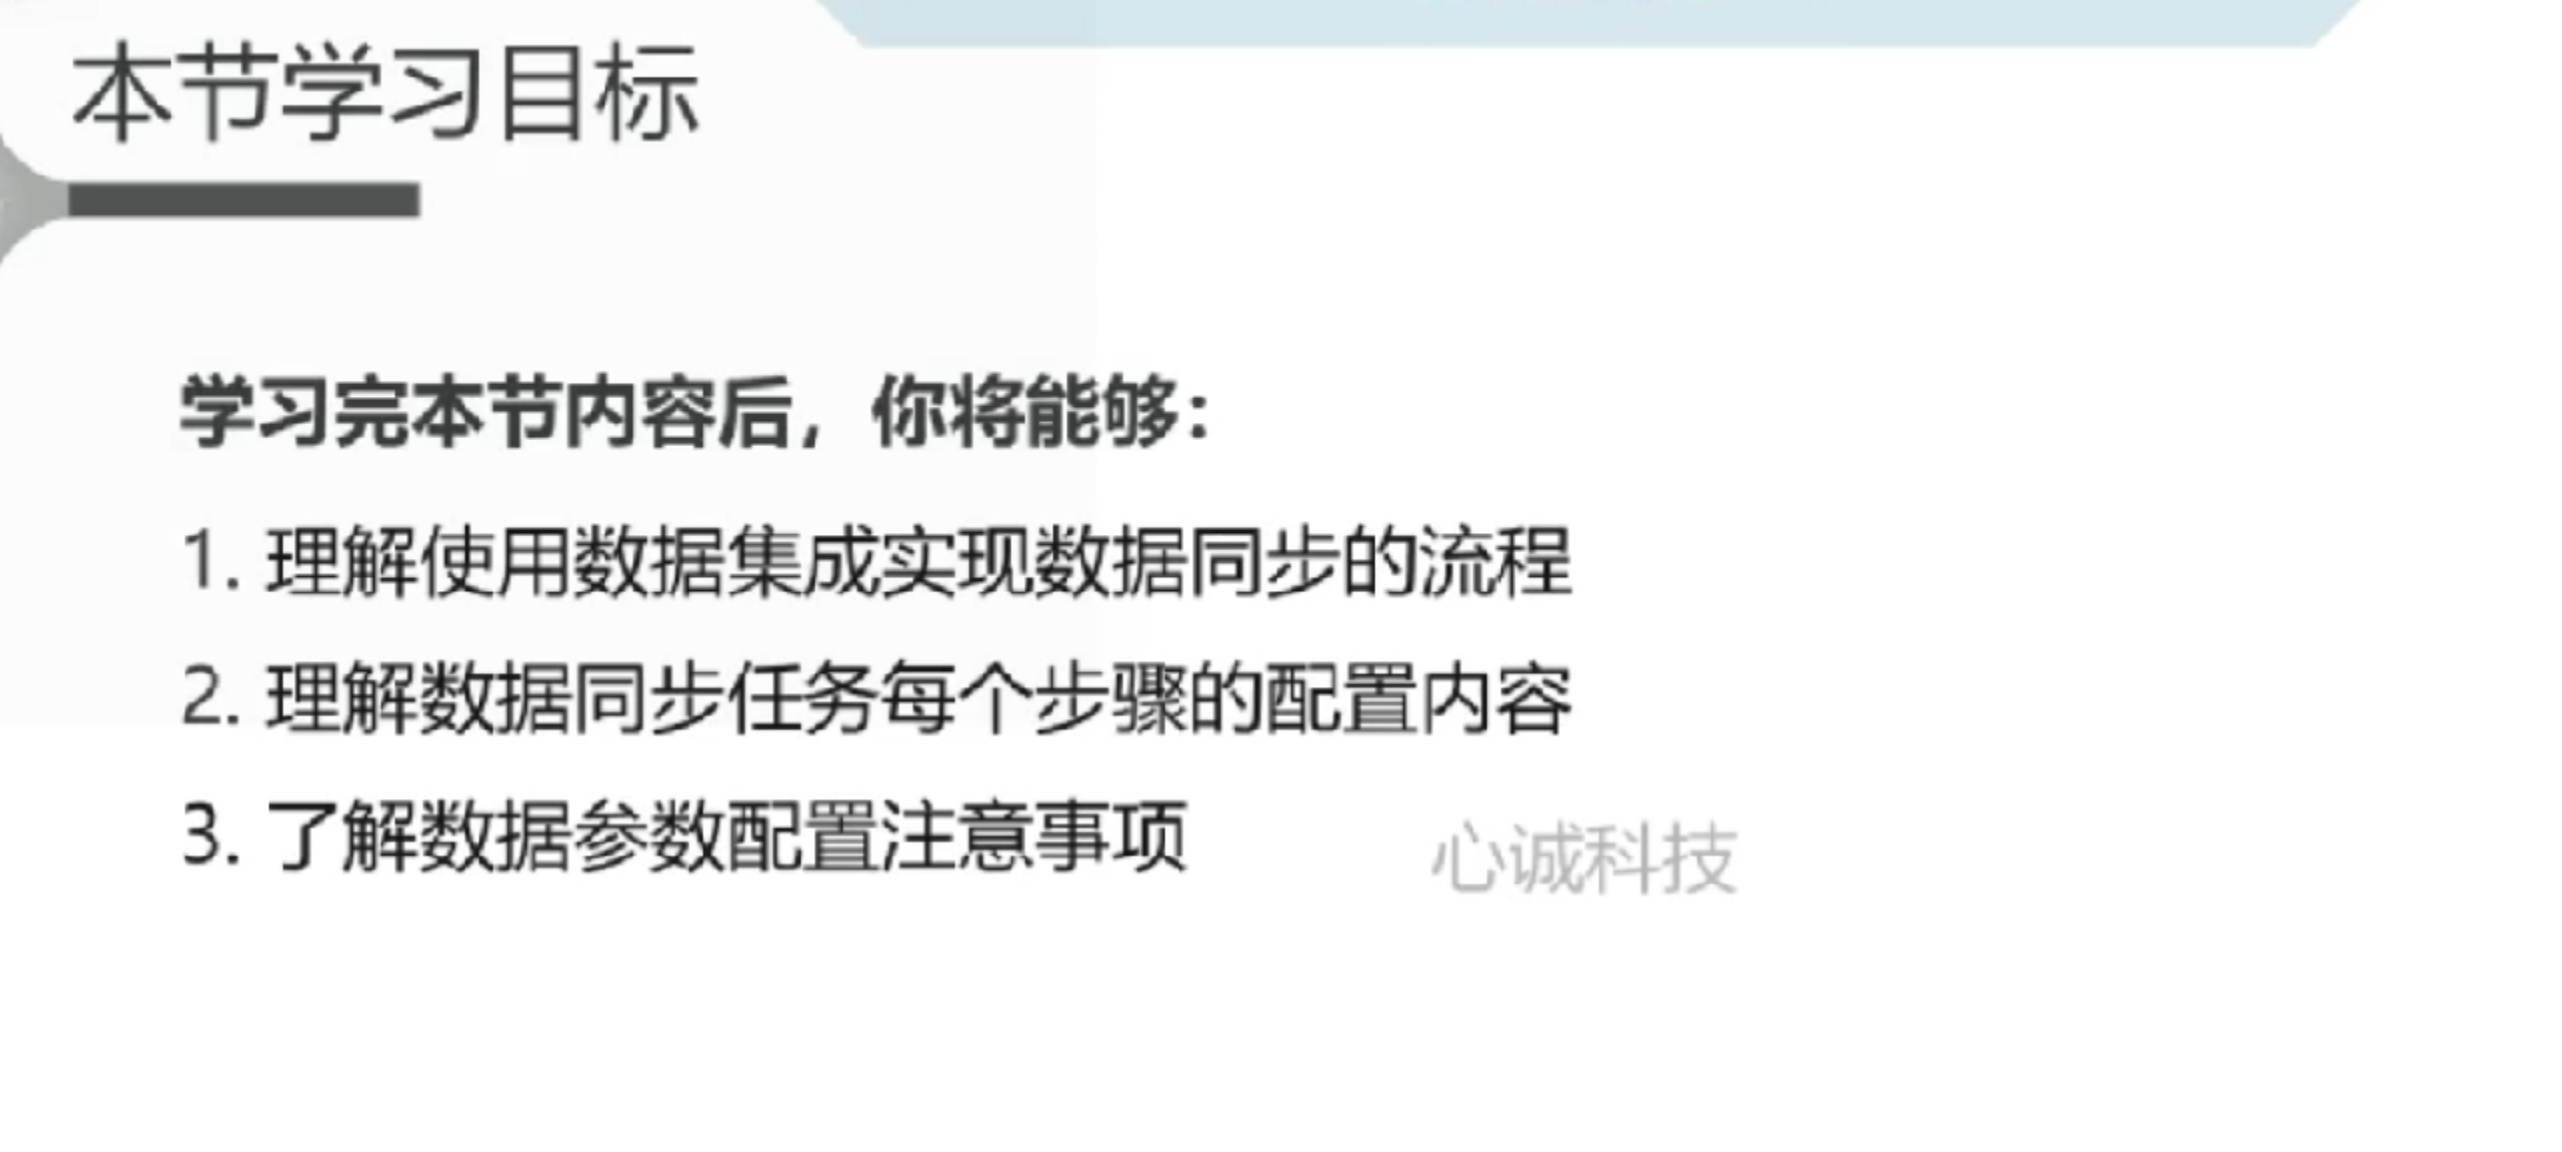 本节学习目标
学习完本节内容后，你将能够：
1. 理解使用数据集成实现数据同步的流程
2. 理解数据同步任务每个步骤的配置内容
3. 了解数据参数配置注意事项
心诚科技